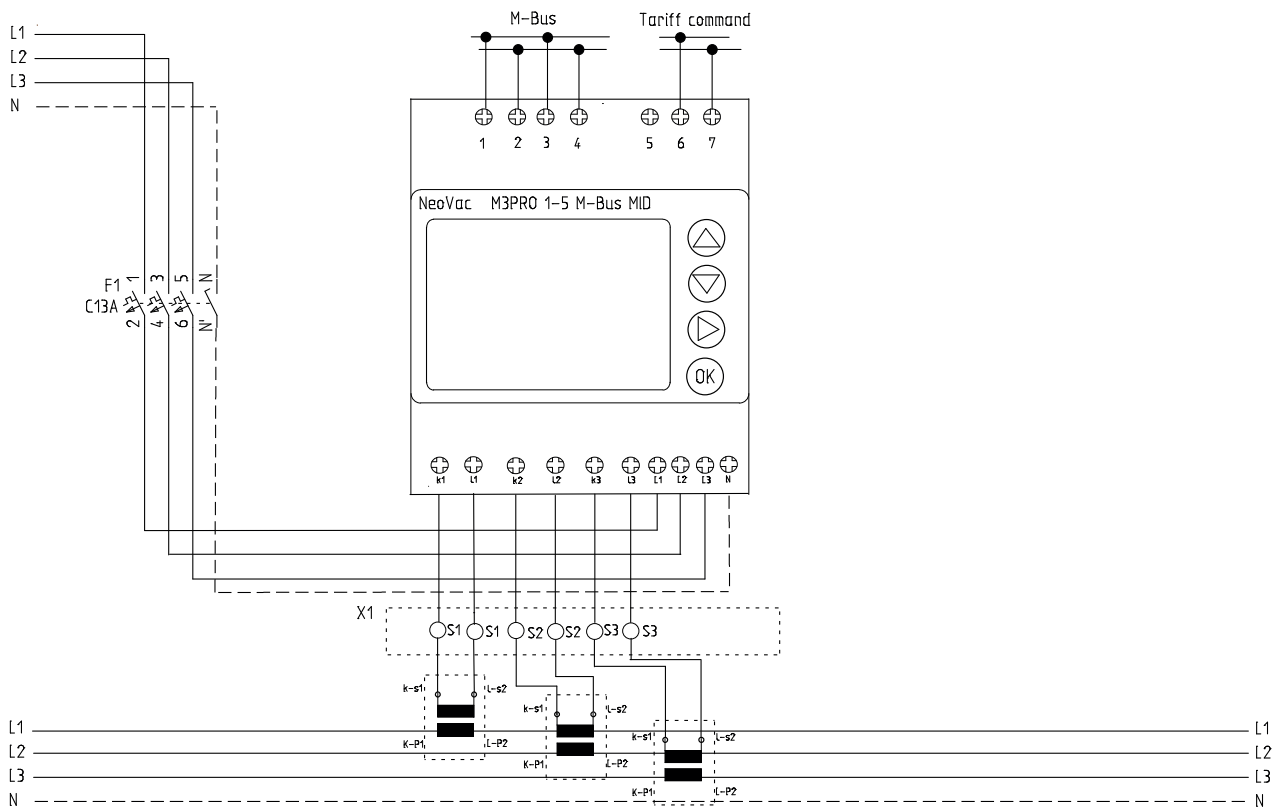 M-Bus
Tariff command
L1
L2
L3
N
1 2 3 4 5 6 7
NeoVac M3PRO 1-5 M-Bus MID
OK
F1
C13A
1 3 5 N
2 4 6 N'
k1 l1 k2 l2 k3 l3 L1 L2 L3 N
X1
S1 S1 S2 S2 S3 S3
k-s1 l-s2
K-P1 L-P2
k-s1 l-s2
K-P1 L-P2
k-s1 l-s2
K-P1 L-P2
L1 L1
L2 L2
L3 L3
N N